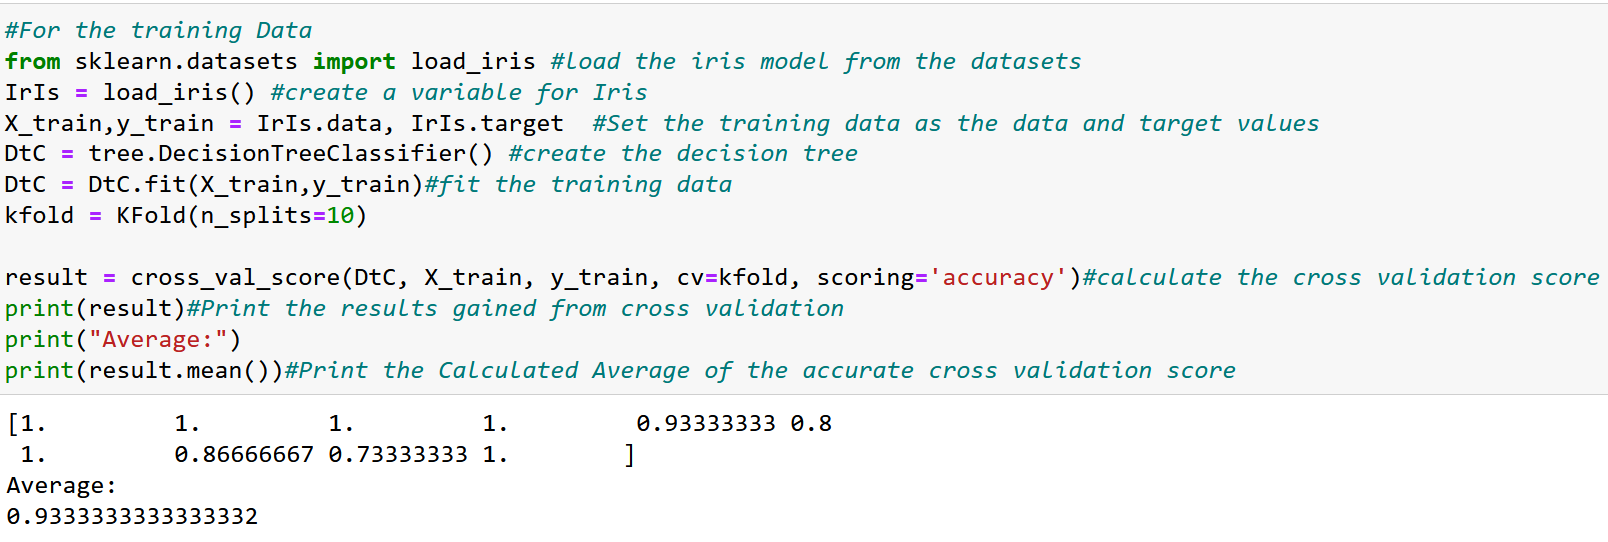 #For the training Data
from sklearn.datasets import load_iris #load the iris model from the datasets
IrIs = load_iris() #create a variable for Iris
X_train,y_train = IrIs.data, IrIs.target  #Set the training data as the data and target values
DtC = tree.DecisionTreeClassifier() #create the decision tree
DtC = DtC.fit(X_train,y_train)#fit the training data
kfold = KFold(n_splits=10)
result = cross_val_score(DtC, X_train, y_train, cv=kfold, scoring='accuracy')#calculate the cross validation score
print(result)#Print the results gained from cross validation
print("Average:")
print(result.mean())#Print the Calculated Average of the accurate cross validation score
[1.         1.         1.         1.         0.93333333 0.8
 1.         0.86666667 0.73333333 1.        ]
Average:
0.9333333333333332